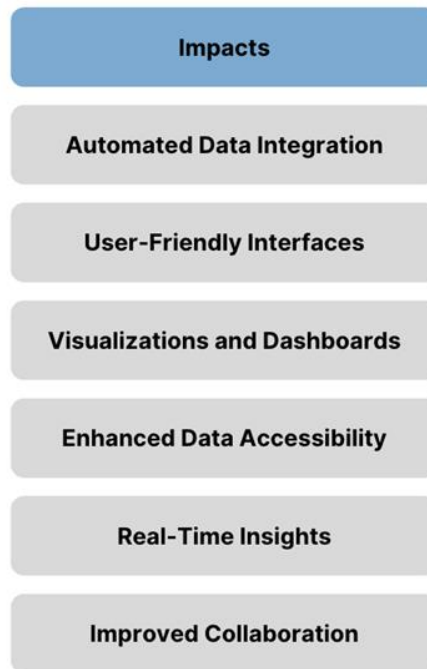 Impacts
Automated Data Integration
User-Friendly Interfaces
Visualizations and Dashboards
Enhanced Data Accessibility
Real-Time Insights
Improved Collaboration